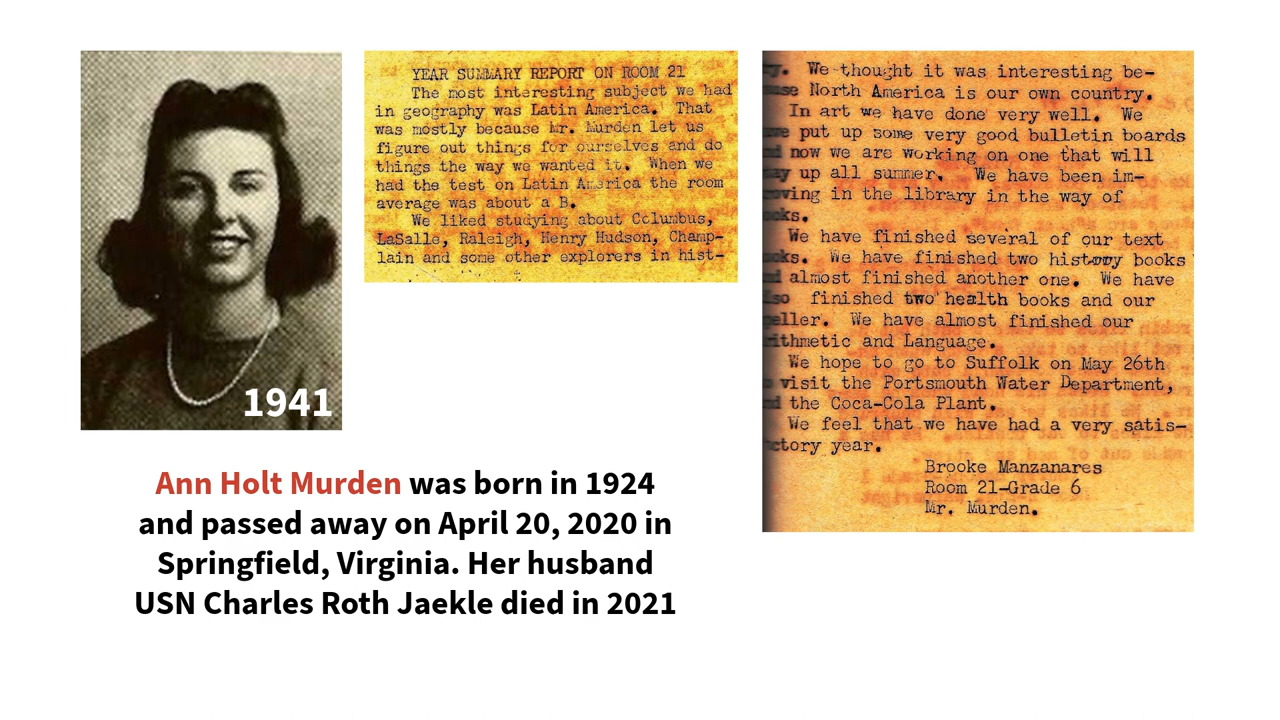 1941
Ann Holt Murden was born in 1924
and passed away on April 20, 2020 in
Springfield, Virginia. Her husband
USN Charles Roth Jaekle died in 2021
YEAR SUMMARY REPORT ON ROOM 21
The most interesting subject we had
in geography was Latin America. That
was mostly because Mr. Murden let us
figure out things for ourselves and do
things the way we wanted it. When we
had the test on Latin America the room
average was about a B.
We liked studying about Columbus,
LaSalle, Raleigh, Henry Hudson, Champ-
lain and some other explorers in hist-
y. We thought it was interesting be-
se North America is our own country.
In art we have done very well. We
e put up some very good bulletin boards
d now we are working on one that will
ay up all summer. We have been im-
ving in the library in the way of
ks.
We have finished several of our text
ks. We have finished two history books
d almost finished another one. We have
so finished two health books and our
eller. We have almost finished our
rithmetic and Language.
We hope to go to Suffolk on May 26th
visit the Portsmouth Water Department,
d the Coca-Cola Plant.
We feel that we have had a very satis-
ctory year.
Brooke Manzanares
Room 21-Grade 6
Mr. Murden.